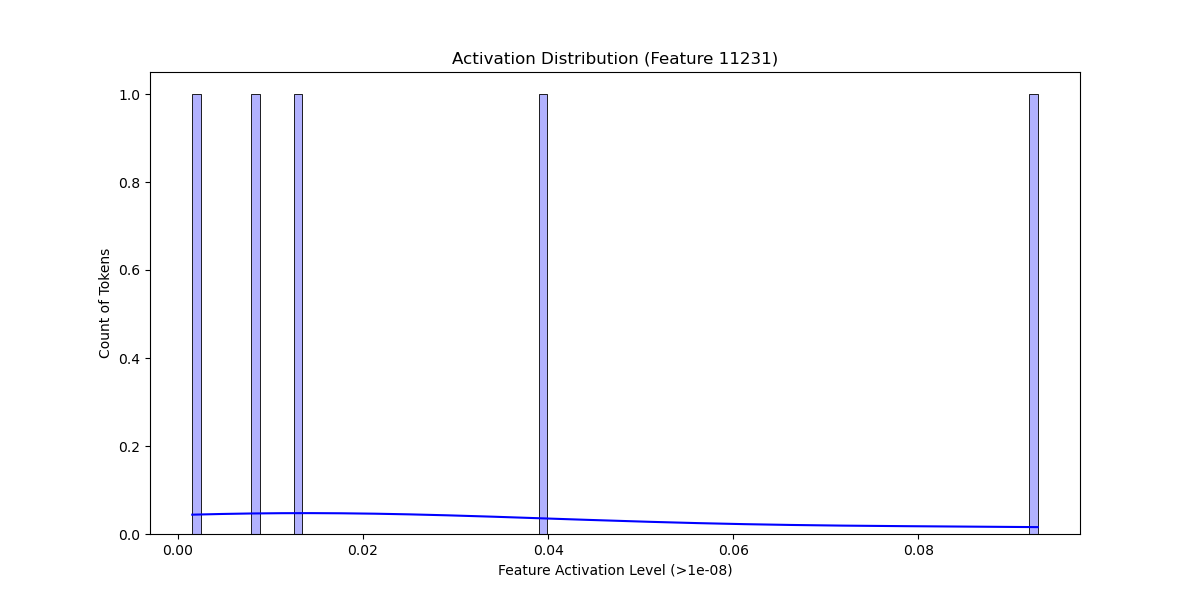 Activation Distribution (Feature 11231)
1.0
0.8
0.6
0.4
0.2
0.0
Count of Tokens
0.00 0.02 0.04 0.06 0.08
Feature Activation Level (>1e-08)